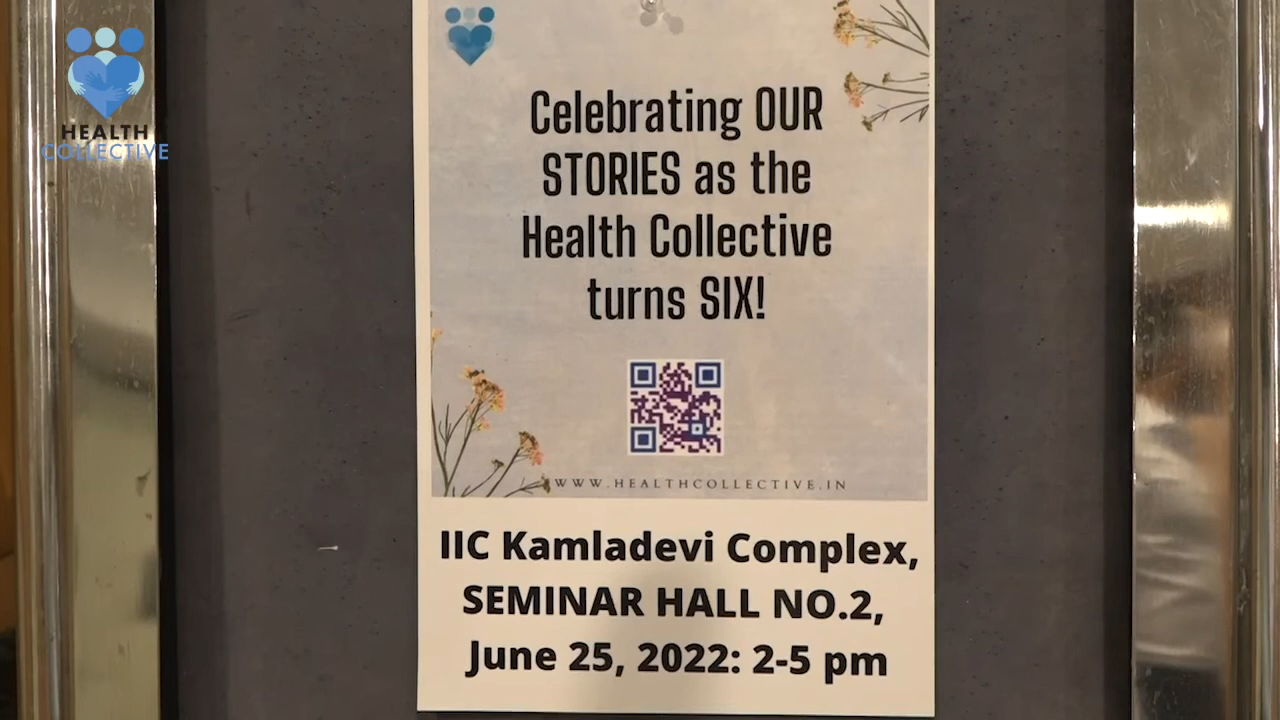 HEALTH
COLLECTIVE
Celebrating OUR
STORIES as the
Health Collective
turns SIX!
WWW.HEALTHCOLLECTIVE.IN
IIC Kamladevi Complex,
SEMINAR HALL NO.2,
June 25, 2022: 2-5 pm